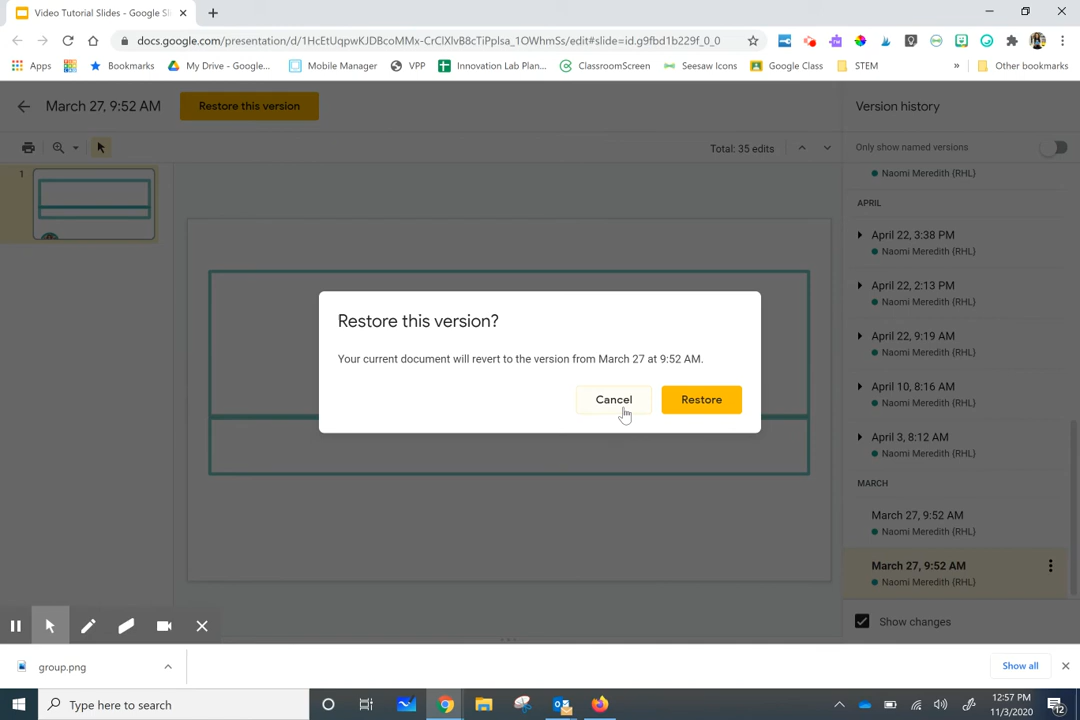 Video Tutorial Slides - Google Sl
docs.google.com/presentation/d/1HcEtUqpwKJDBcoMMx-CrCIXlvB8cTiPplsa_1OWhmSs/edit#slide=id.g9fbd1b229f_0_0
Apps
Bookmarks
My Drive - Google...
Mobile Manager
VPP
Innovation Lab Plan...
ClassroomScreen
Seesaw Icons
Google Class
STEM
»
Other bookmarks
March 27, 9:52 AM
Restore this version
Version history
Total: 35 edits
Only show named versions
Naomi Meredith {RHL}
1
APRIL
April 22, 3:38 PM
Naomi Meredith {RHL}
April 22, 2:13 PM
Naomi Meredith {RHL}
April 22, 9:19 AM
Naomi Meredith {RHL}
April 10, 8:16 AM
Naomi Meredith {RHL}
April 3, 8:12 AM
Naomi Meredith {RHL}
MARCH
March 27, 9:52 AM
Naomi Meredith {RHL}
March 27, 9:52 AM
Naomi Meredith {RHL}
Show changes
Restore this version?
Your current document will revert to the version from March 27 at 9:52 AM.
Cancel
Restore
group.png
Show all
Type here to search
12:57 PM
11/3/2020
12